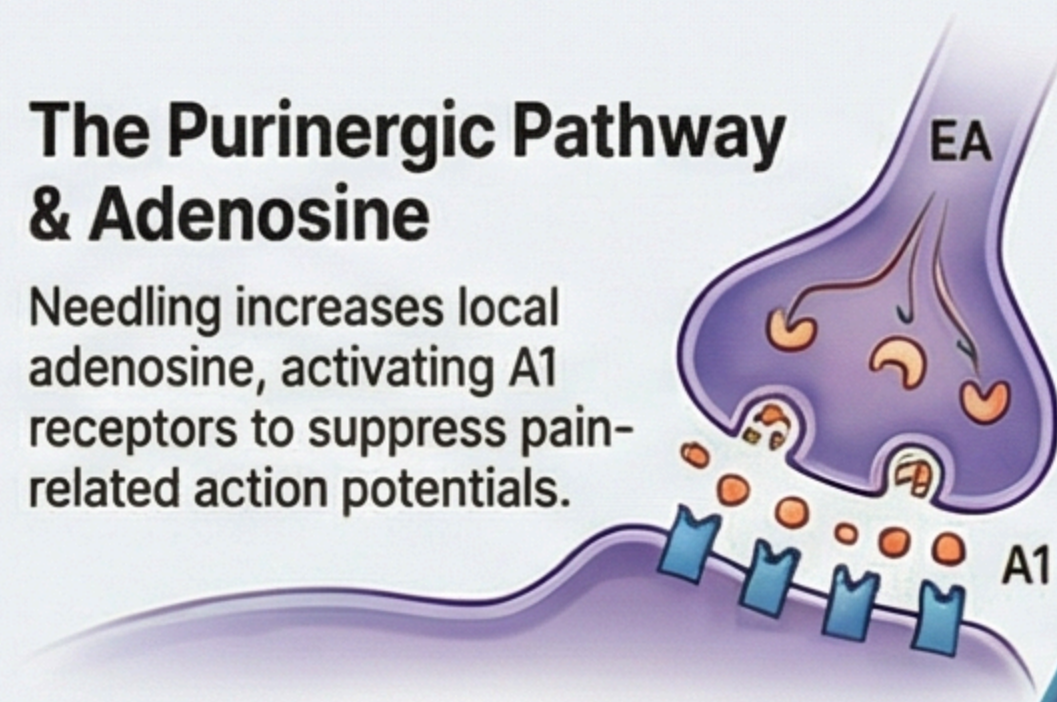 The Purinergic Pathway
& Adenosine
EA
Needling increases local
adenosine, activating A1
receptors to suppress pain-
related action potentials.
A1